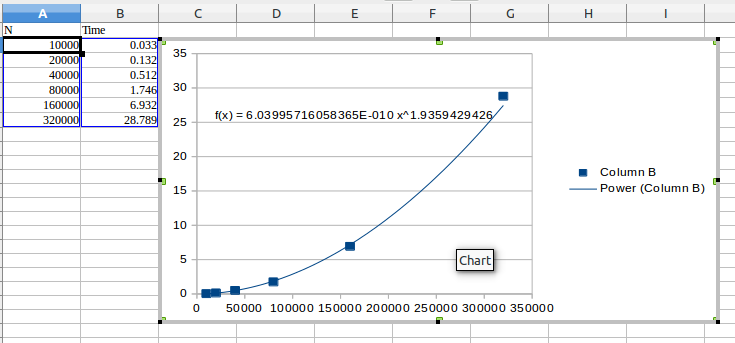 A B C D E F G H I
N Time
10000 0.033
20000 0.132
40000 0.512
80000 1.746
160000 6.932
320000 28.789
35
30
25
20
15
10
5
0
f(x) = 6.03995716058365E-010 x^1.9359429426
Column B
Power (Column B)
Chart
0 50000 100000 150000 200000 250000 300000 350000